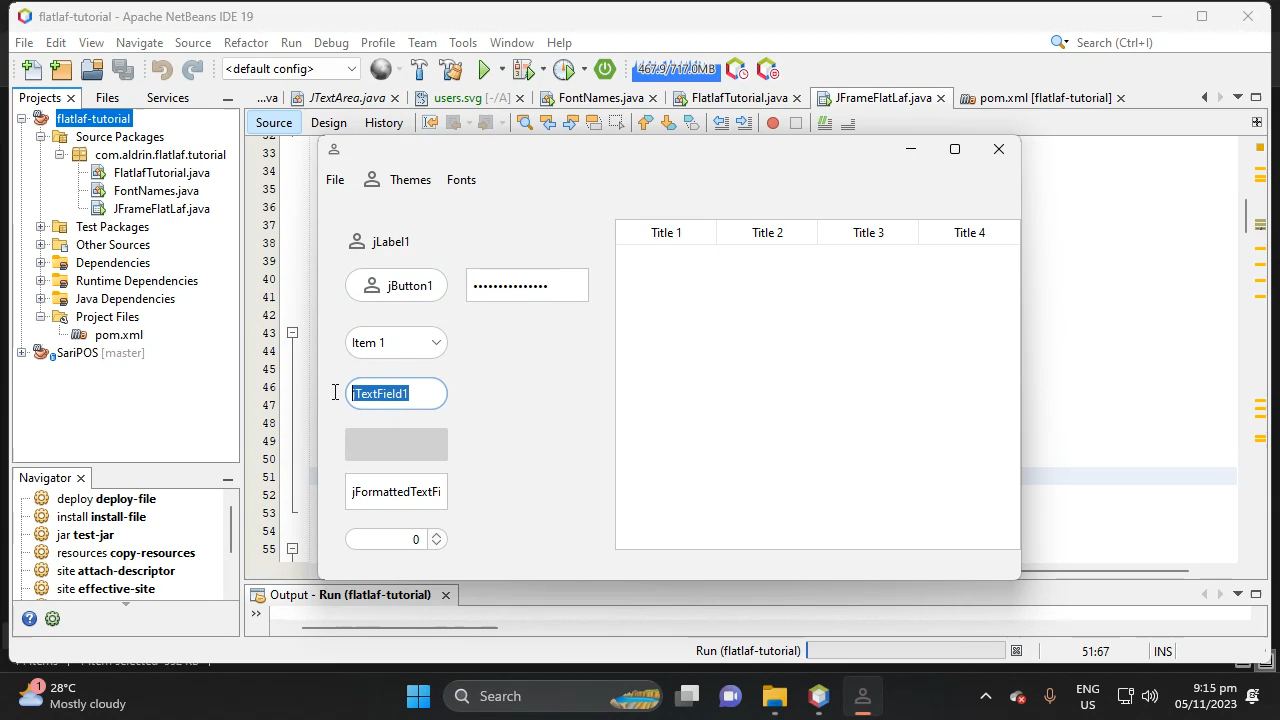 flatlaf-tutorial - Apache NetBeans IDE 19
File Edit View Navigate Source Refactor Run Debug Profile Team Tools Window Help Search (Ctrl+I)
<default config> 467.9/717.0MB
Projects Files Services ...va JTextArea.java users.svg [-/A] FontNames.java FlatlafTutorial.java JFrameFlatLaf.java pom.xml [flatlaf-tutorial]
Source Design History
flatlaf-tutorial
Source Packages
com.aldrin.flatlaf.tutorial
FlatlafTutorial.java
FontNames.java
JFrameFlatLaf.java
Test Packages
Other Sources
Dependencies
Runtime Dependencies
Java Dependencies
Project Files
pom.xml
SariPOS [master]
Navigator
deploy deploy-file
install install-file
jar test-jar
resources copy-resources
site attach-descriptor
site effective-site
33
34
35
36
37
38
39
40
41
42
43
44
45
46
47
48
49
50
51
52
53
54
55
File Themes Fonts
jLabel1
jButton1
Item 1
jTextField1
jFormattedTextFi
0
Title 1 Title 2 Title 3 Title 4
Output - Run (flatlaf-tutorial)
>>
Run (flatlaf-tutorial) 51:67 INS
1
28°C
Mostly cloudy
Search
ENG
US
9:15 pm
05/11/2023